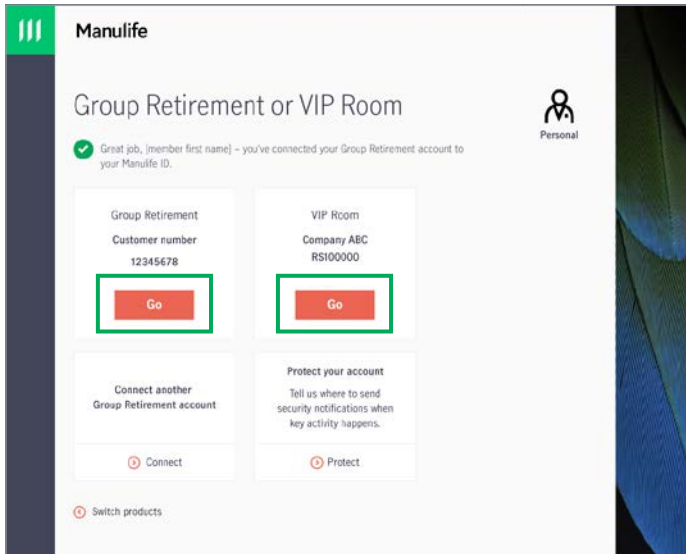 Manulife
Group Retirement or VIP Room
Personal
Great job, [member first name] – you've connected your Group Retirement account to
your Manulife ID.
Group Retirement
Customer number
12345678
Go
VIP Room
Company ABC
RS100000
Go
Connect another
Group Retirement account
Connect
Protect your account
Tell us where to send
security notifications when
key activity happens.
Protect
Switch products